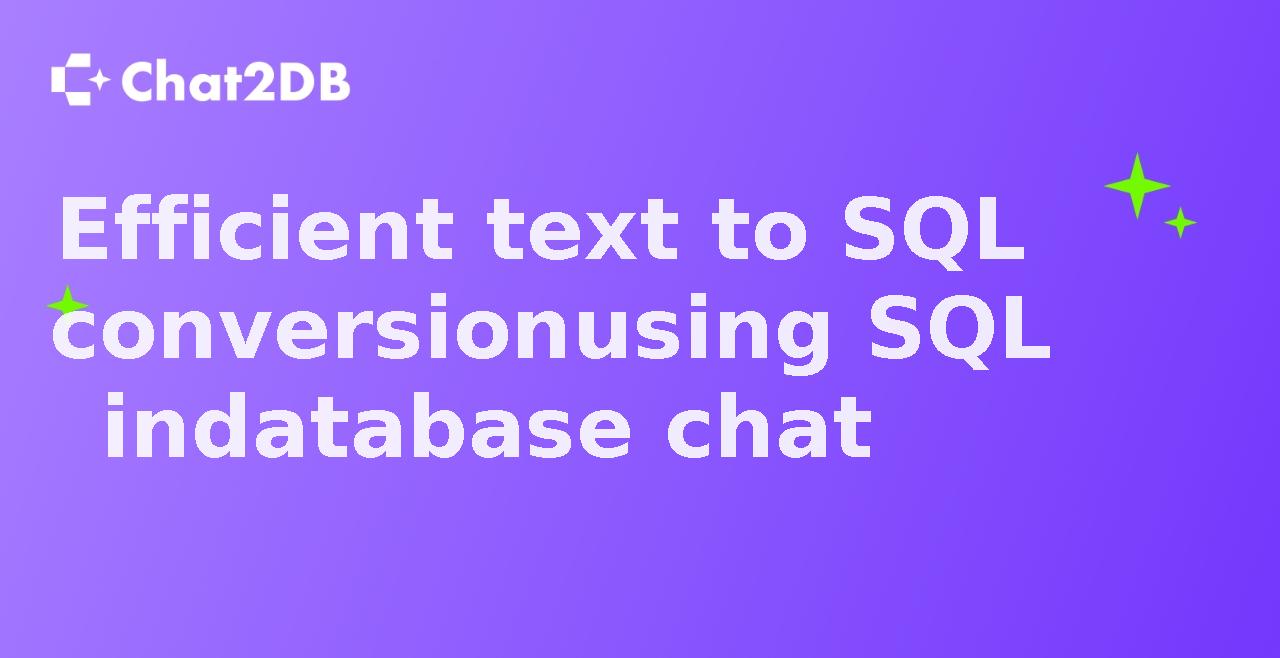 Chat2DB
Efficient text to SQL
conversionusing SQL
indatabase chat